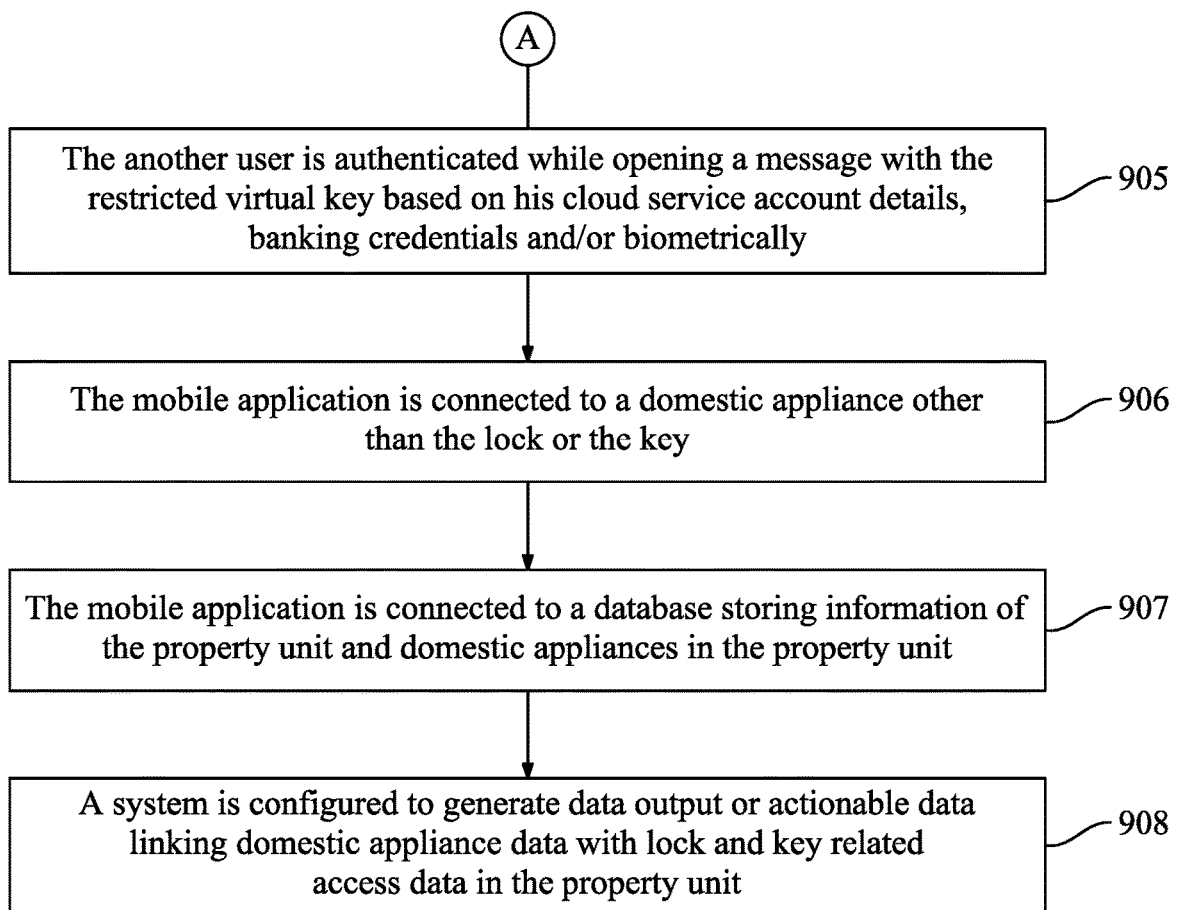 A
The another user is authenticated while opening a message with the
restricted virtual key based on his cloud service account details,
banking credentials and/or biometrically
905
The mobile application is connected to a domestic appliance other
than the lock or the key
906
The mobile application is connected to a database storing information of
the property unit and domestic appliances in the property unit
907
A system is configured to generate data output or actionable data
linking domestic appliance data with lock and key related
access data in the property unit
908